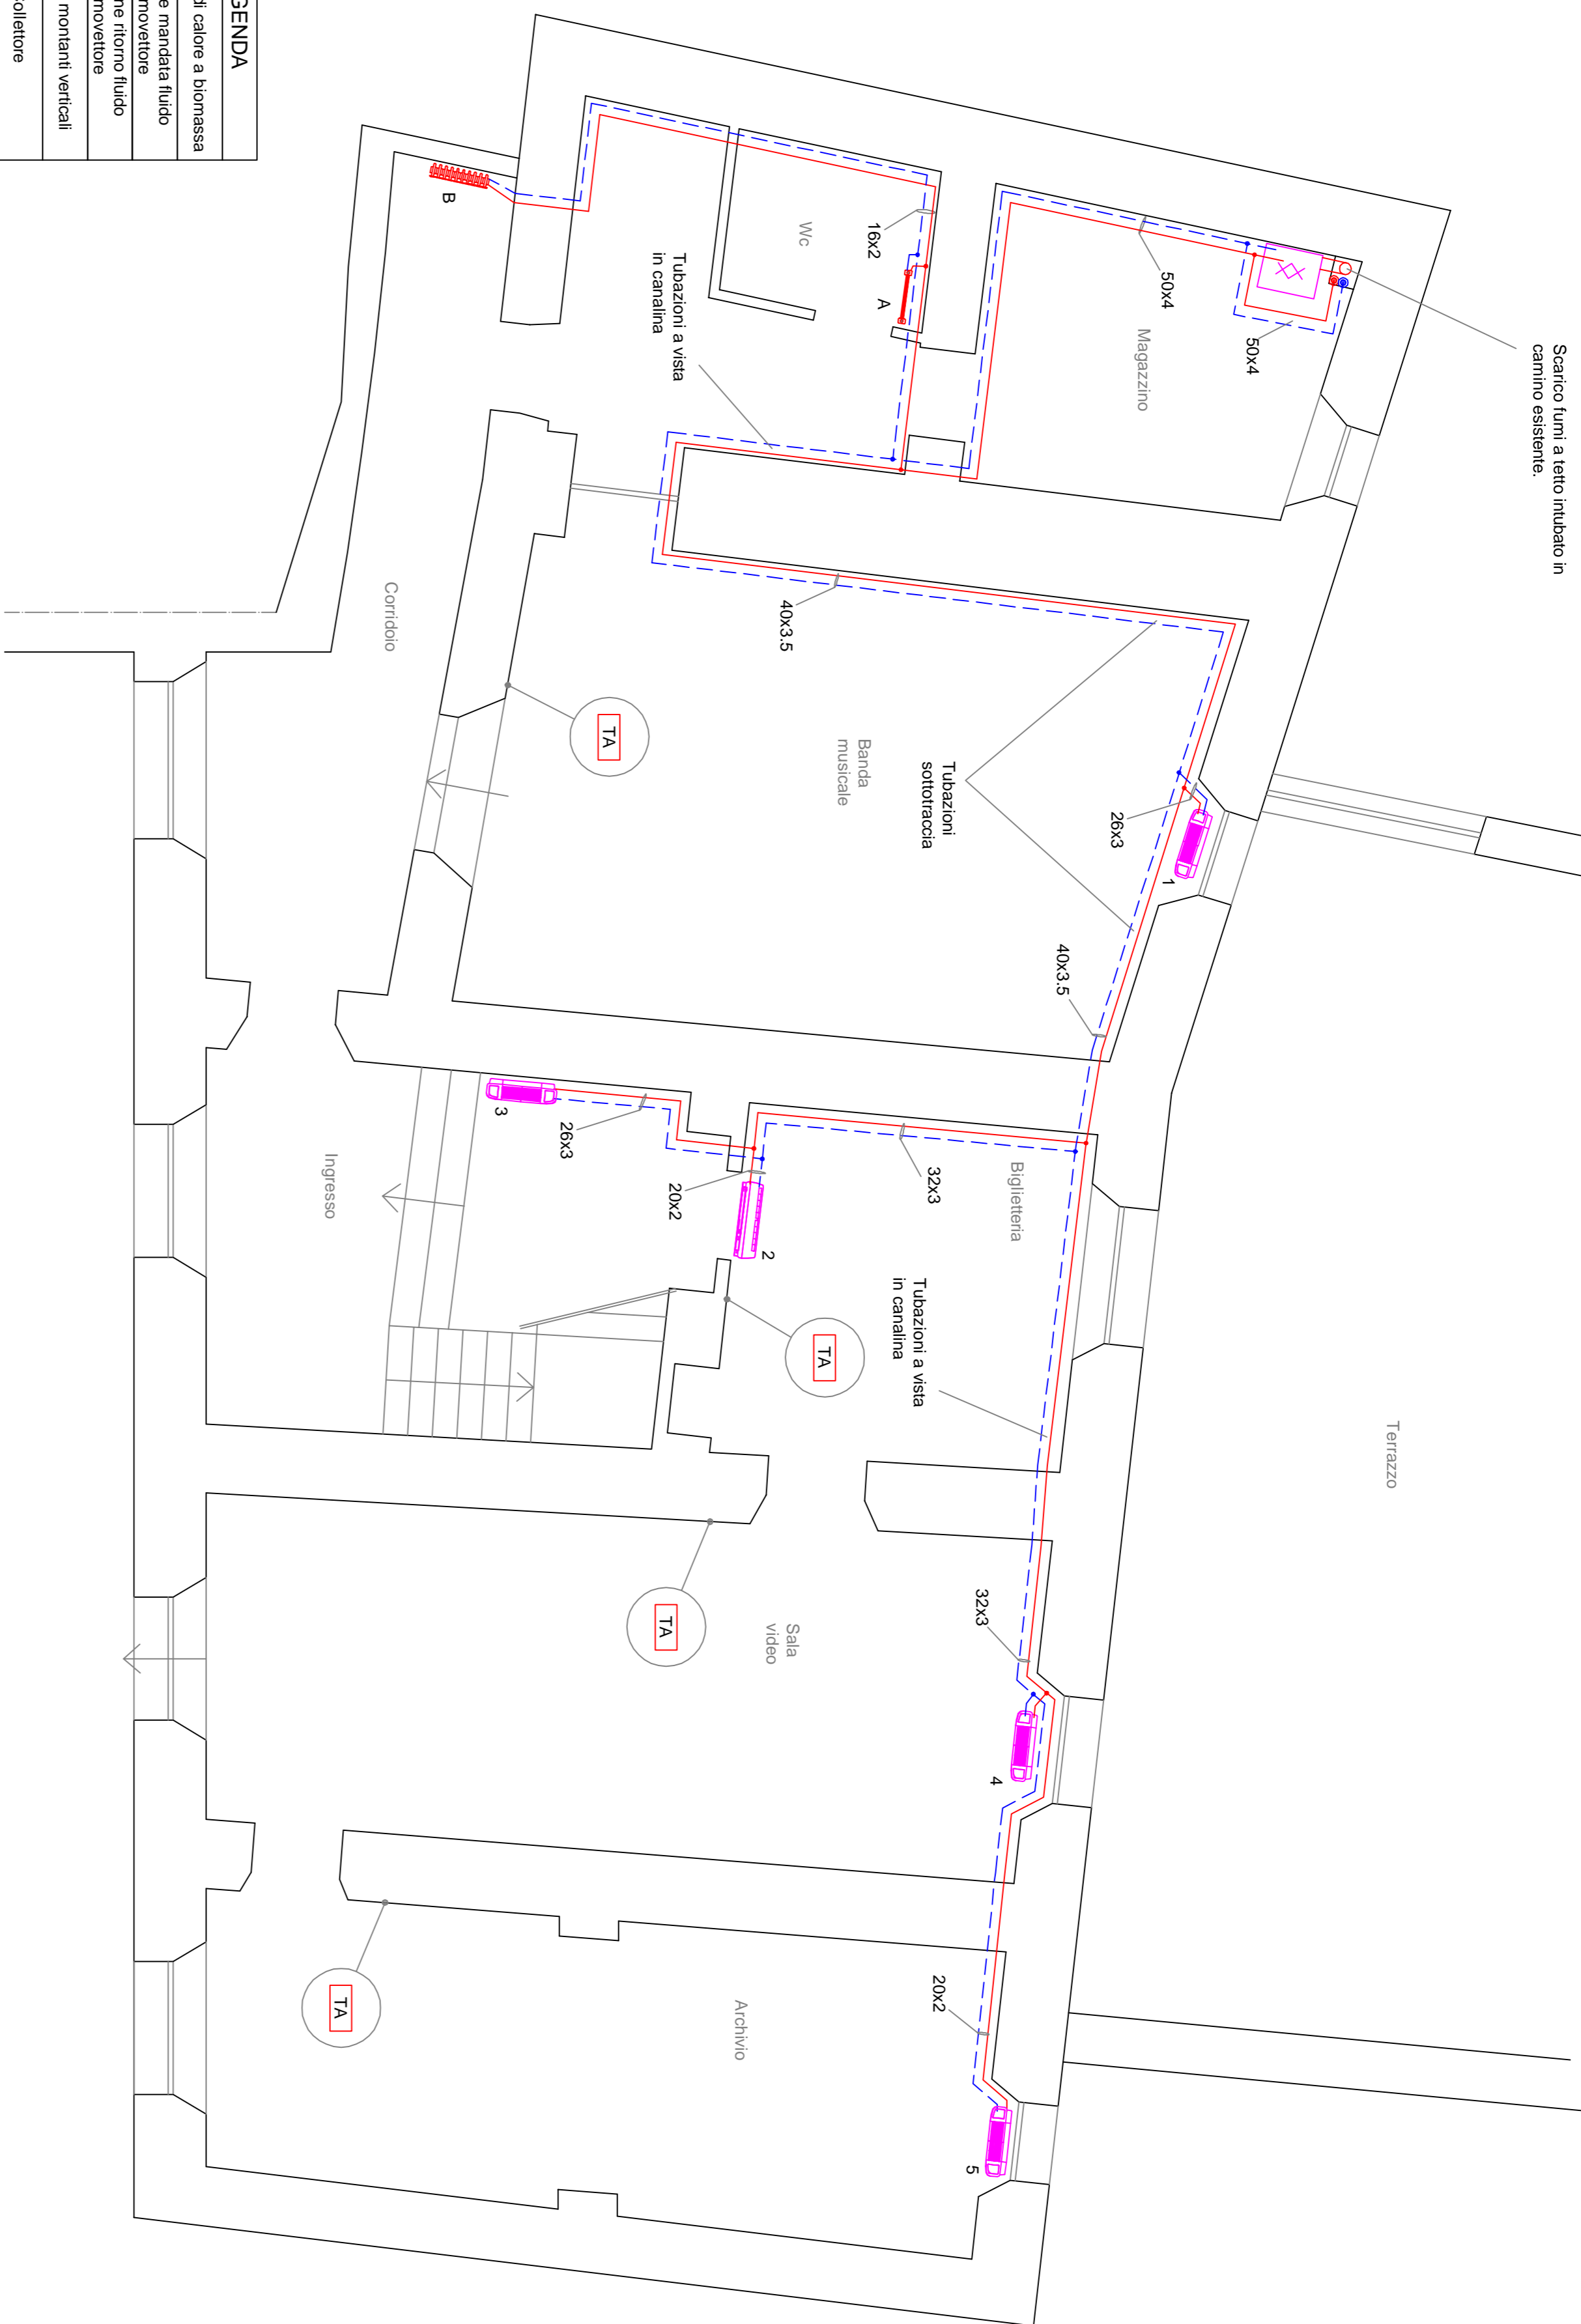 Scarico fumi a tetto intubato in
camino esistente.
Terrazzo
50x4
50x4
1
Magazzino
26x3
40x3.5
Biglietteria
4
32x3
5
Tubazioni
sottotraccia
20x2
32x3
Tubazioni a vista
in canalina
A
16x2
Banda
musicale
TA
Wc
Sala
video
40x3.5
2
Archivio
Tubazioni a vista
in canalina
20x2
TA
TA
26x3
3
B
Corridoio
TA
Ingresso
GENDA
di calore a biomassa
e mandata fluido
movettore
ne ritorno fluido
movettore
montanti verticali
ollettore